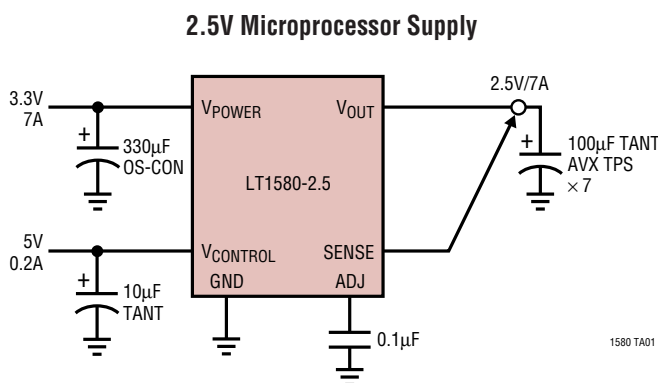 2.5V Microprocessor Supply
3.3V
7A
+
330µF
OS-CON
VPOWER
VOUT
2.5V/7A
+
100µF TANT
AVX TPS
× 7
LT1580-2.5
5V
0.2A
+
10µF
TANT
VCONTROL
SENSE
GND
ADJ
0.1µF
1580 TA01